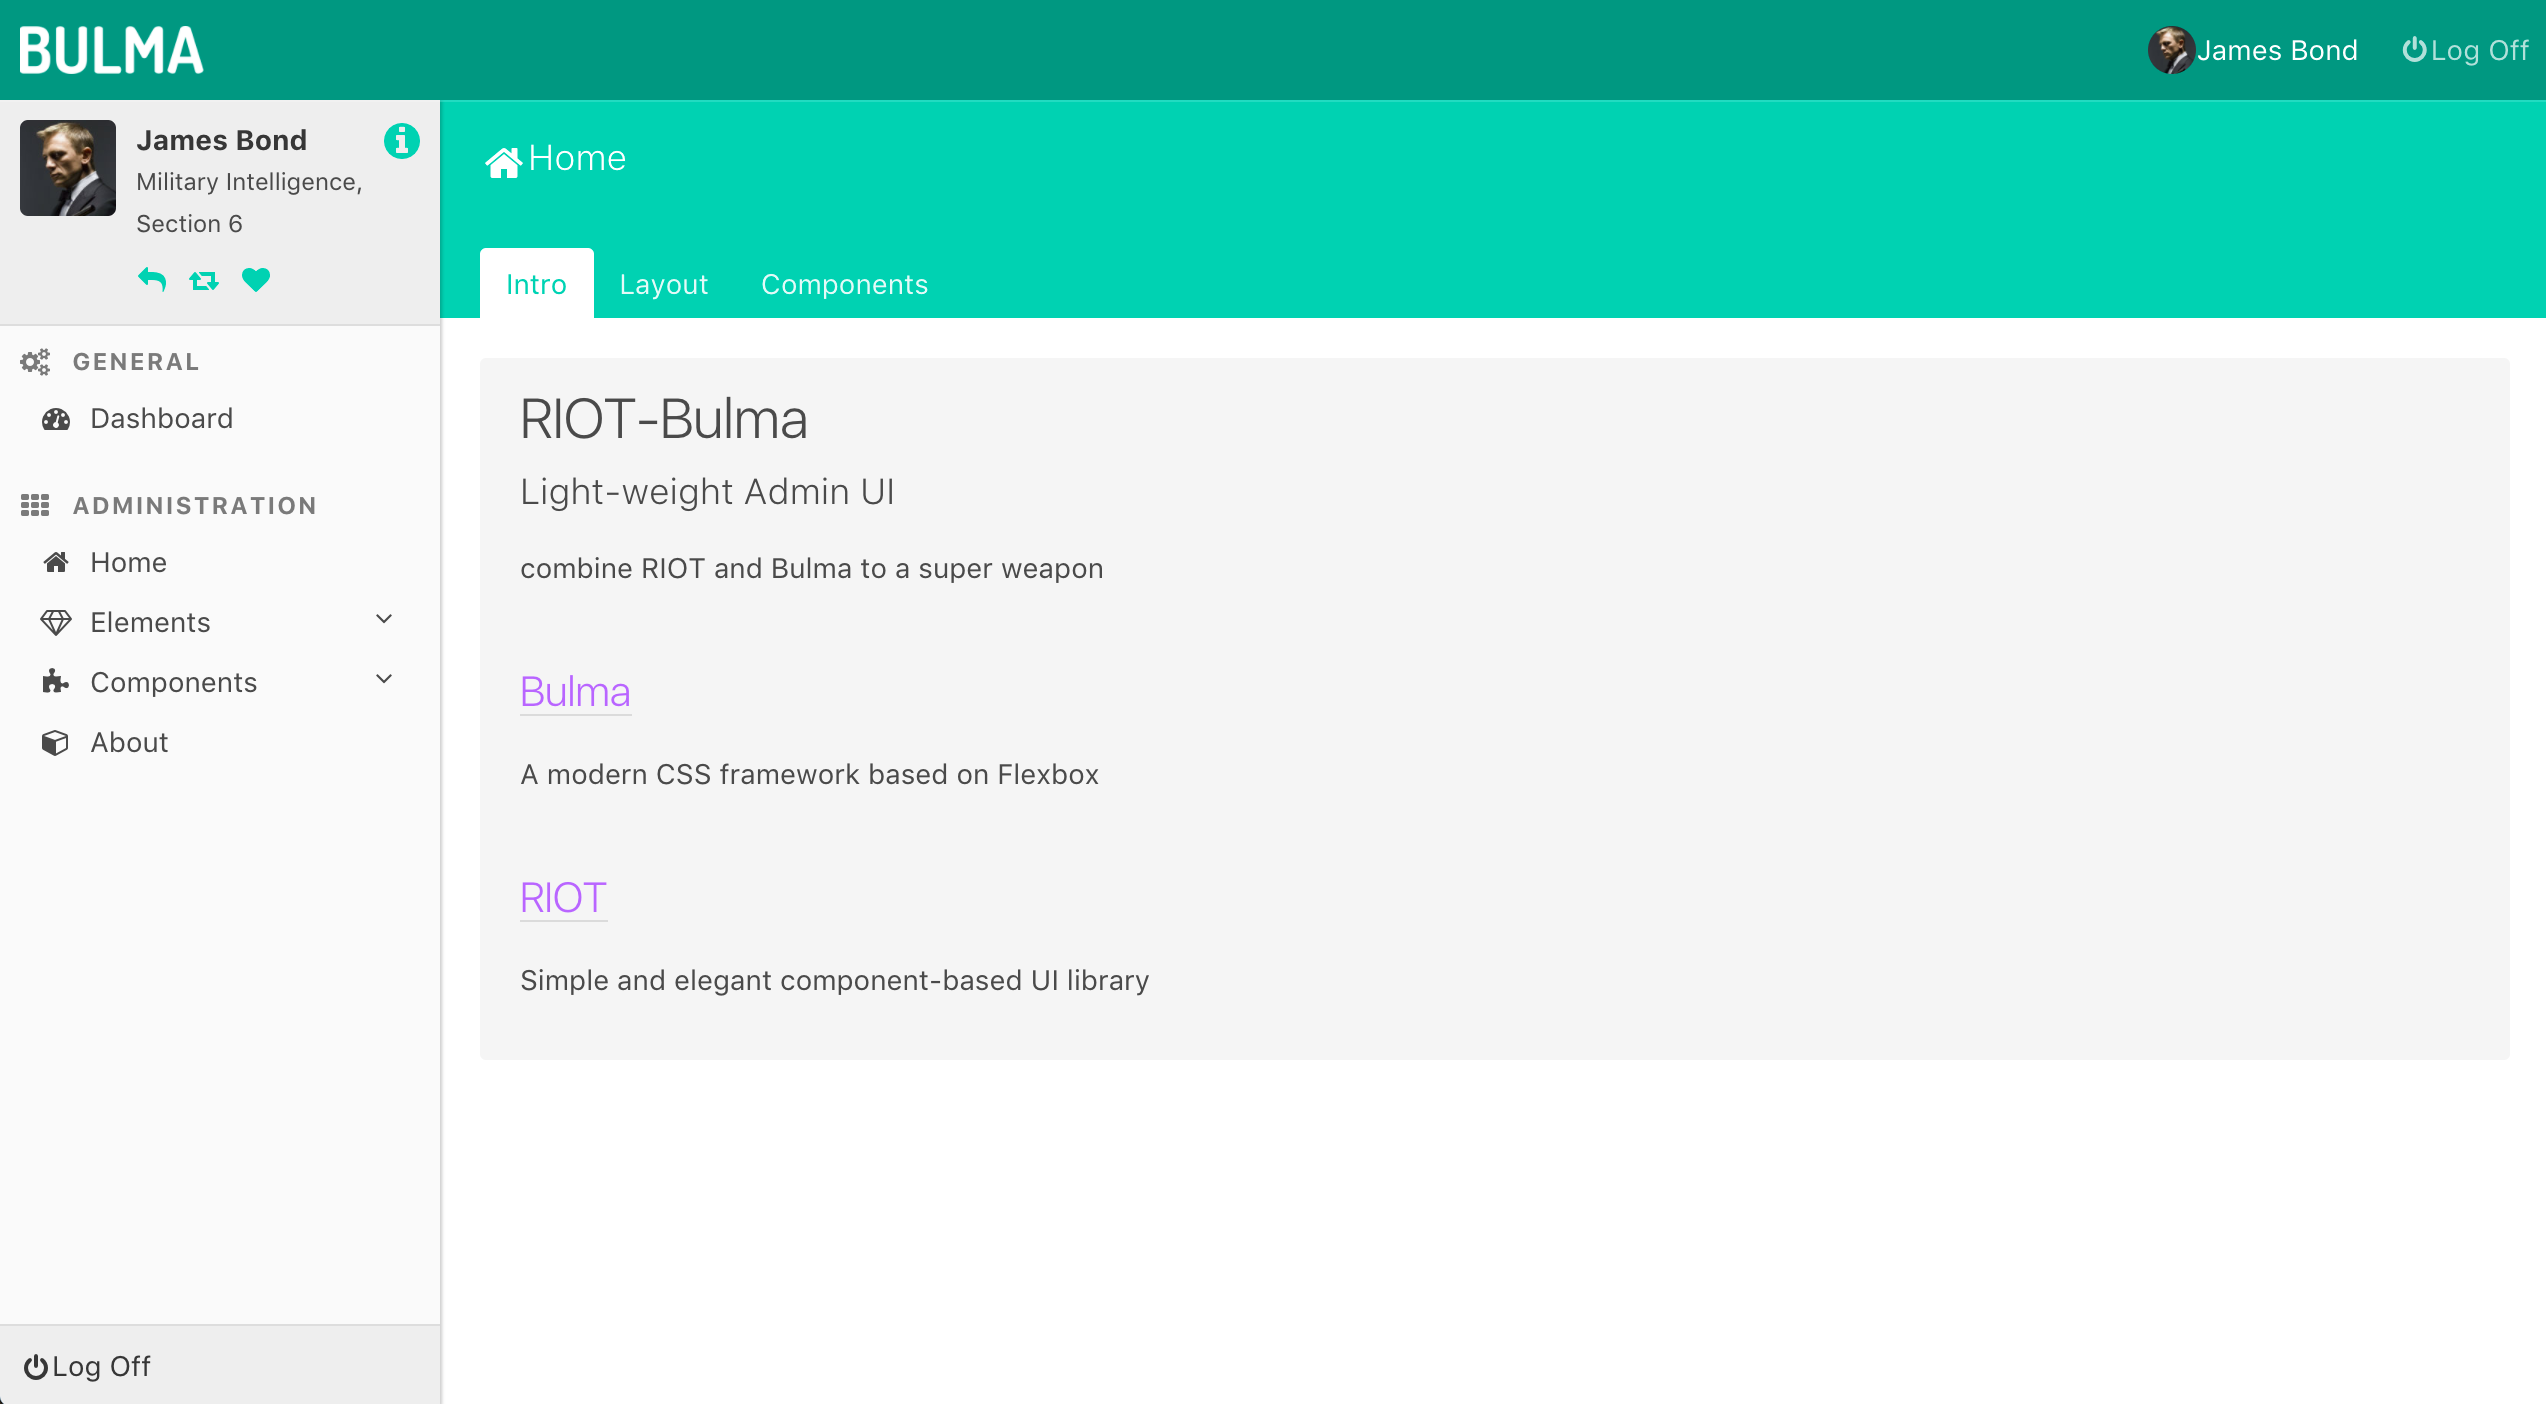 BULMA
James Bond
Log Off
James Bond
Military Intelligence,
Section 6
GENERAL
Dashboard
ADMINISTRATION
Home
Elements
Components
About
Log Off
Home
Intro
Layout
Components
RIOT-Bulma
Light-weight Admin UI
combine RIOT and Bulma to a super weapon
Bulma
A modern CSS framework based on Flexbox
RIOT
Simple and elegant component-based UI library